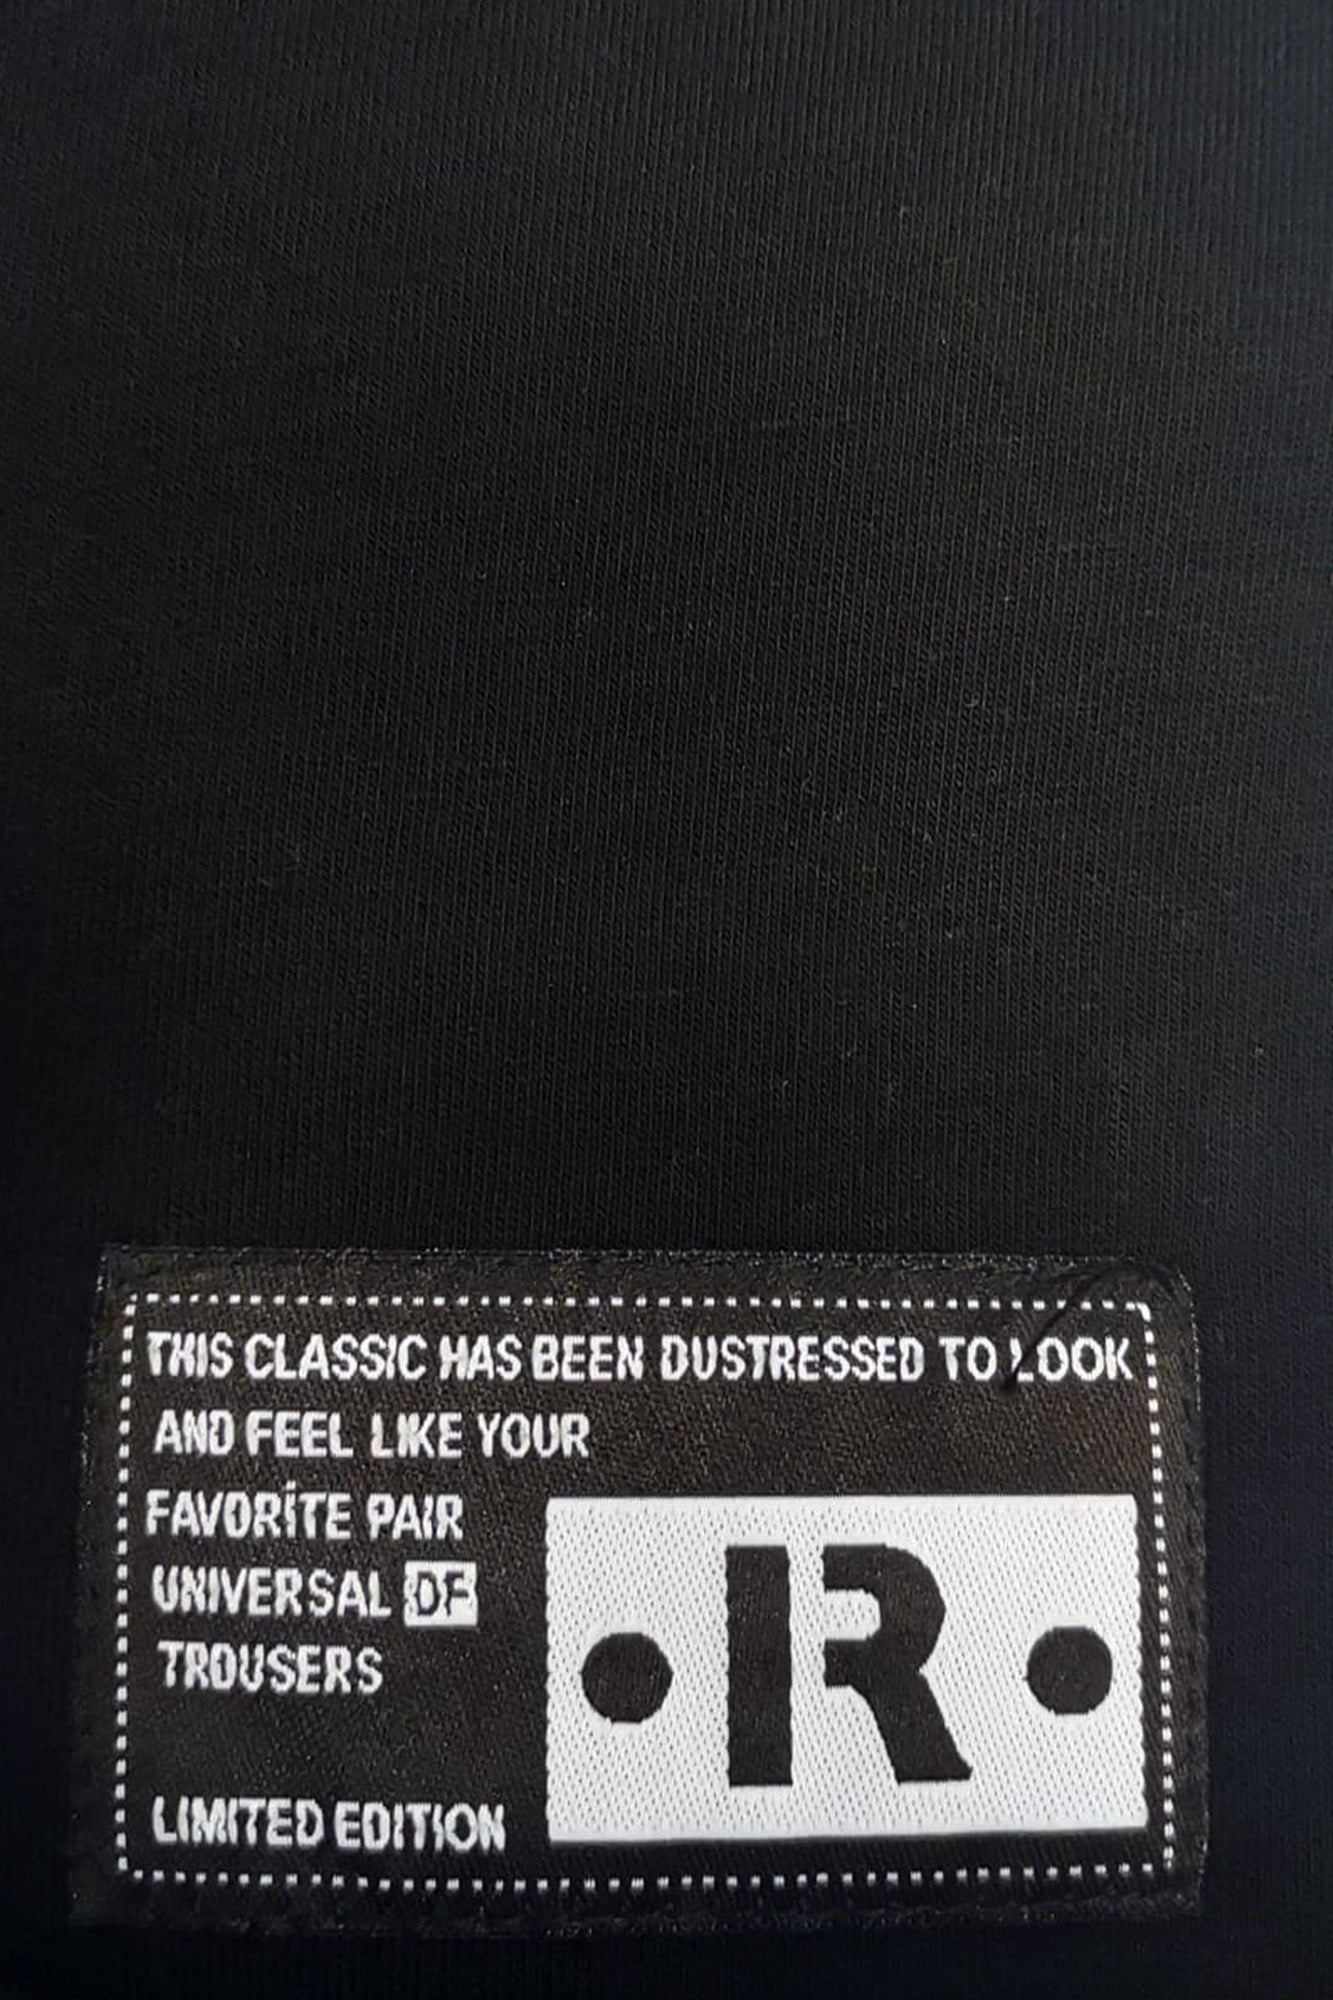 THIS CLASSIC HAS BEEN DUSTRESSED TO LOOK
AND FEEL LIKE YOUR
FAVORİTE PAIR
UNIVERSAL OF
TROUSERS
LIMITED EDITION
R